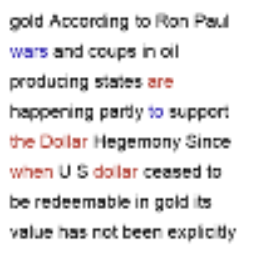 gold According to Ron Paul
wars and coups in oil
producing states are
happening partly to support
the Dollar Hegemony Since
when U S dollar ceased to
be redeemable in gold its
value has not been explicitly